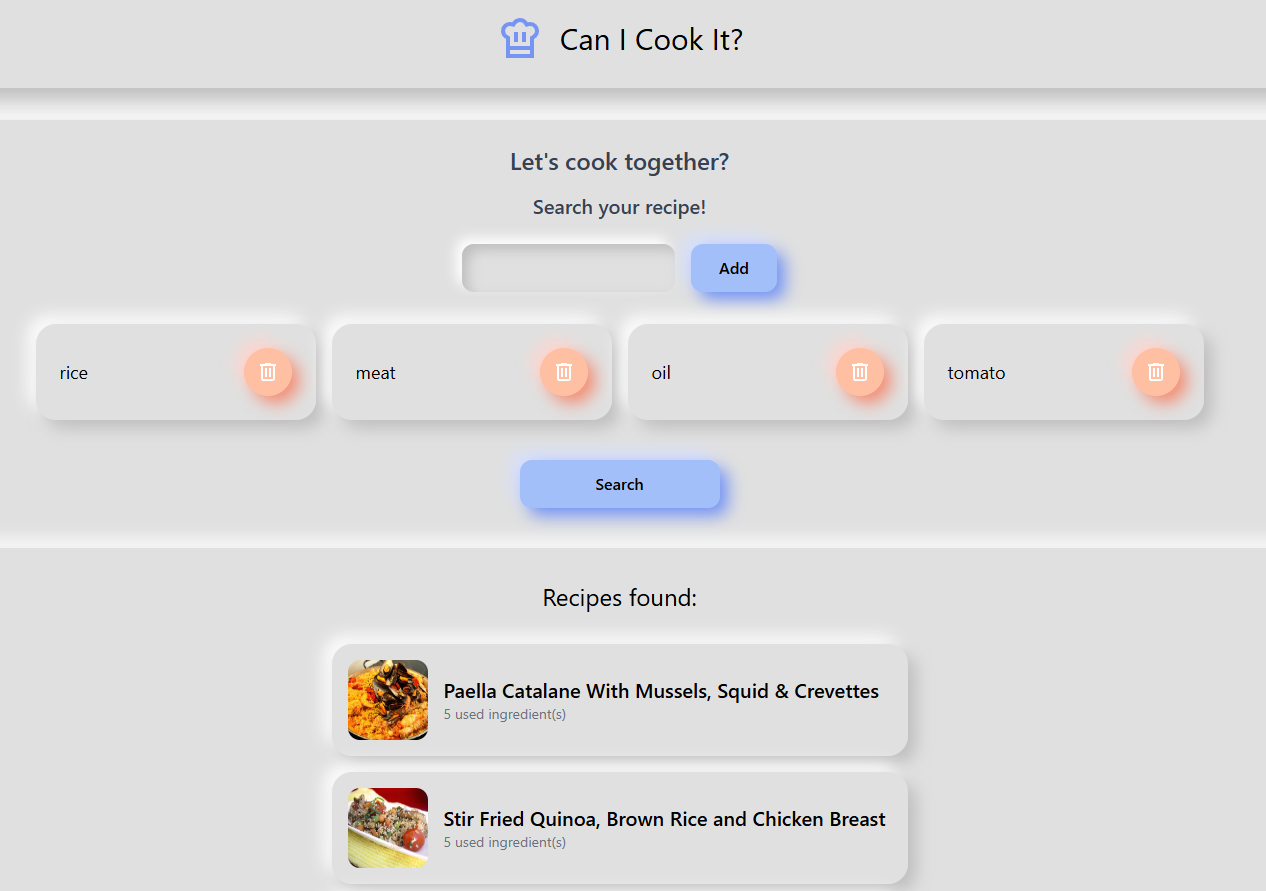 Can I Cook It?
Let's cook together?
Search your recipe!
Add
rice
meat
oil
tomato
Search
Recipes found:
Paella Catalane With Mussels, Squid & Crevettes
5 used ingredient(s)
Stir Fried Quinoa, Brown Rice and Chicken Breast
5 used ingredient(s)